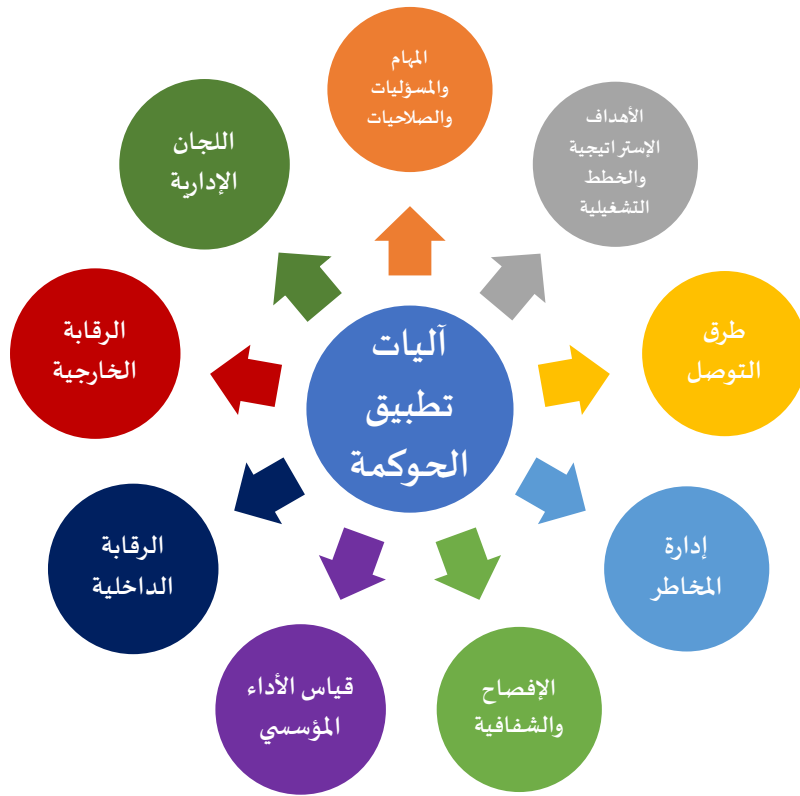 آليات
تطبيق
الحوكمة
المهام
والمسؤليات
والصلاحيات
الأهداف
الإستراتيجية
والخطط
التشغيلية
طرق
التوصل
إدارة
المخاطر
الإفصاح
والشفافية
قياس الأداء
المؤسسي
الرقابة
الداخلية
الرقابة
الخارجية
اللجان
الإدارية